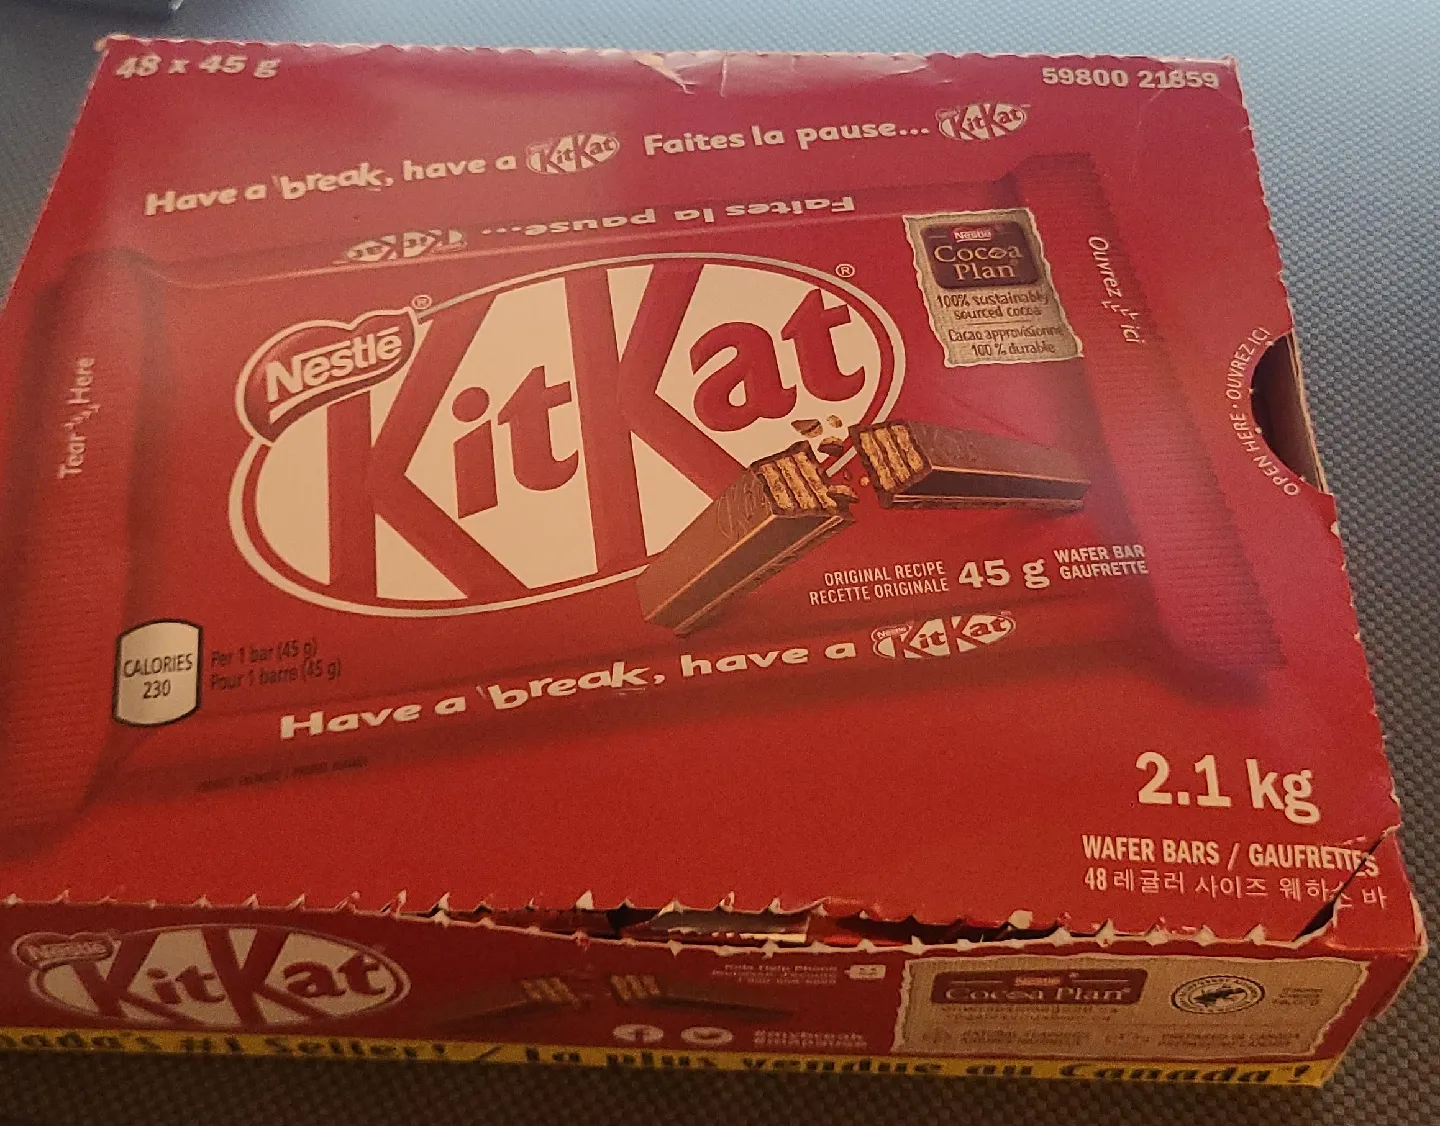 48 x 45 g
59800 21859
Have a break, have a KitKat Faites la pause... KitKat
Faites la pause... KitKat
Nestlé
Cocoa
Plan
100% sustainably
sourced cocoa
Cacao approvisionné
100 % durable
Tear Here
Ouvrez ici
Nestlé® KitKat®
OPEN HERE • OUVREZ ICI
ORIGINAL RECIPE
RECETTE ORIGINALE
45 g
WAFER BAR
GAUFRETTE
CALORIES
230
Per 1 bar (45 g)
Pour 1 barre (45 g)
Have a break, have a Nestlé KitKat
2.1 kg
WAFER BARS / GAUFRETTES
48 레귤러 사이즈 웨하스 바
Nestlé KitKat
Nestlé
Cocoa Plan®
#1 Seller! / La plus vendue au Canada!